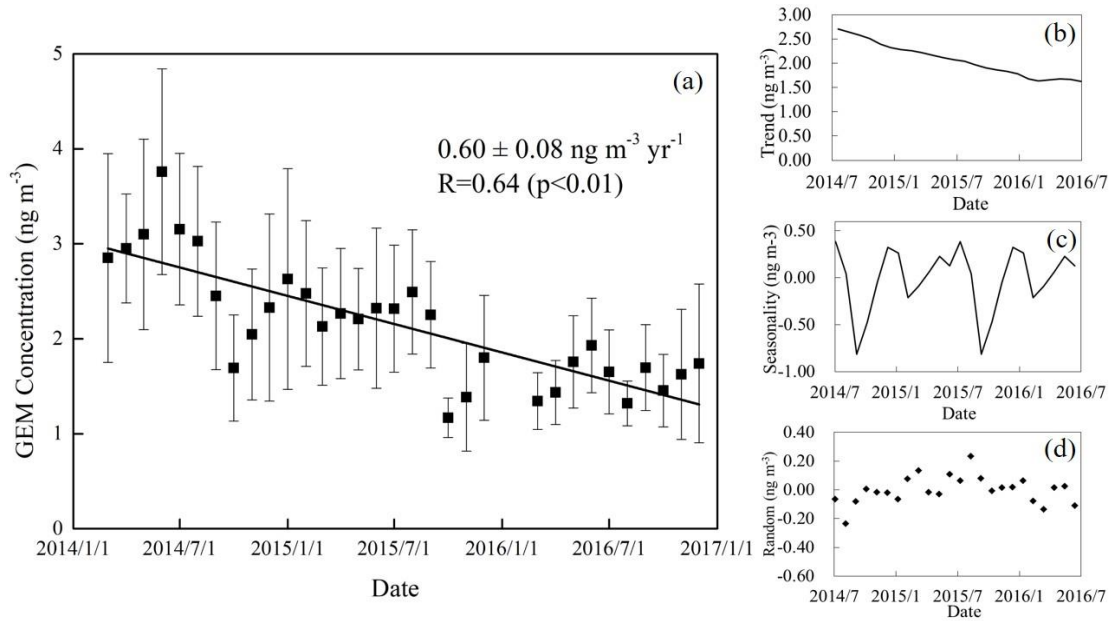 (a)
0.60 ± 0.08 ng m⁻³ yr⁻¹
R=0.64 (p<0.01)
GEM Concentration (ng m⁻³)
5
4
3
2
1
0
2014/1/1 2014/7/1 2015/1/1 2015/7/1 2016/1/1 2016/7/1 2017/1/1
Date
(b)
Trend (ng m⁻³)
3.00
2.50
2.00
1.50
1.00
0.50
0.00
2014/7 2015/1 2015/7 2016/1 2016/7
Date
(c)
Seasonality (ng m-3)
0.50
0.00
-0.50
-1.00
2014/7 2015/1 2015/7 2016/1 2016/7
Date
(d)
Random (ng m⁻³)
0.40
0.20
0.00
-0.20
-0.40
-0.60
2014/7 2015/1 2015/7 2016/1 2016/7
Date